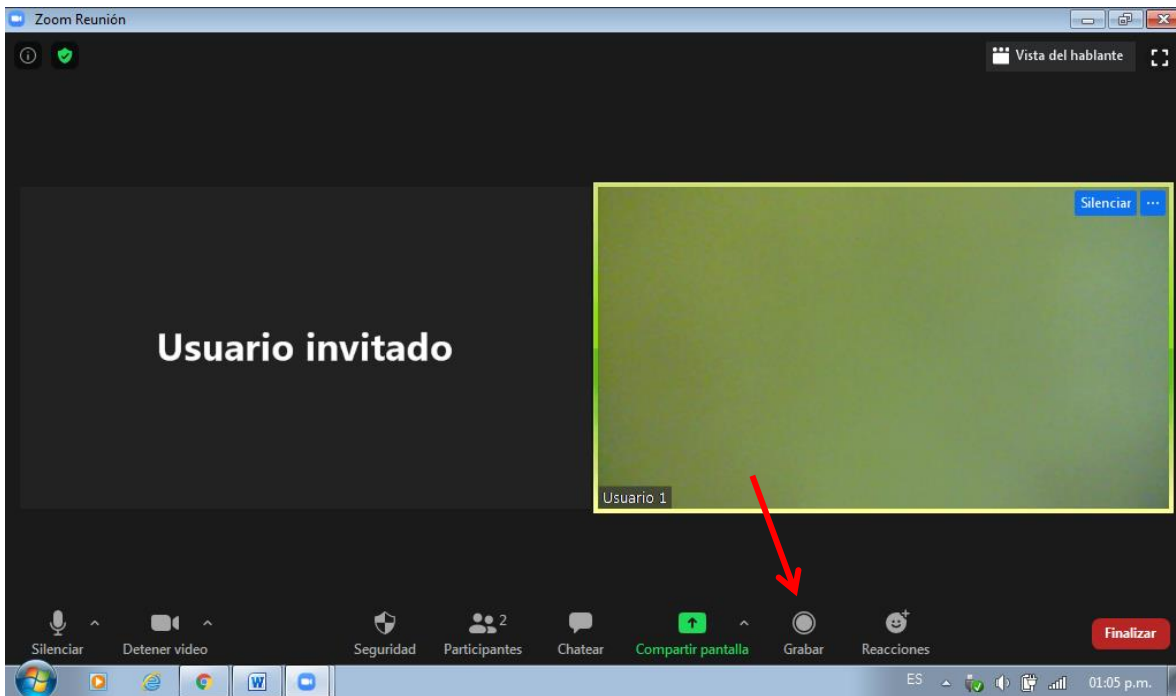 Zoom Reunión
Vista del hablante
Silenciar ...
Usuario invitado
Usuario 1
2
Silenciar Detener video Seguridad Participantes Chatear Compartir pantalla Grabar Reacciones Finalizar
W ES 01:05 p.m.